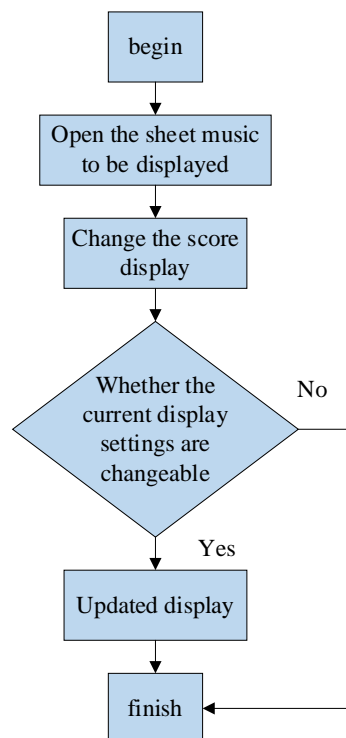 begin
Open the sheet music
to be displayed
Change the score
display
Whether the
current display
settings are
changeable
No
Yes
Updated display
finish